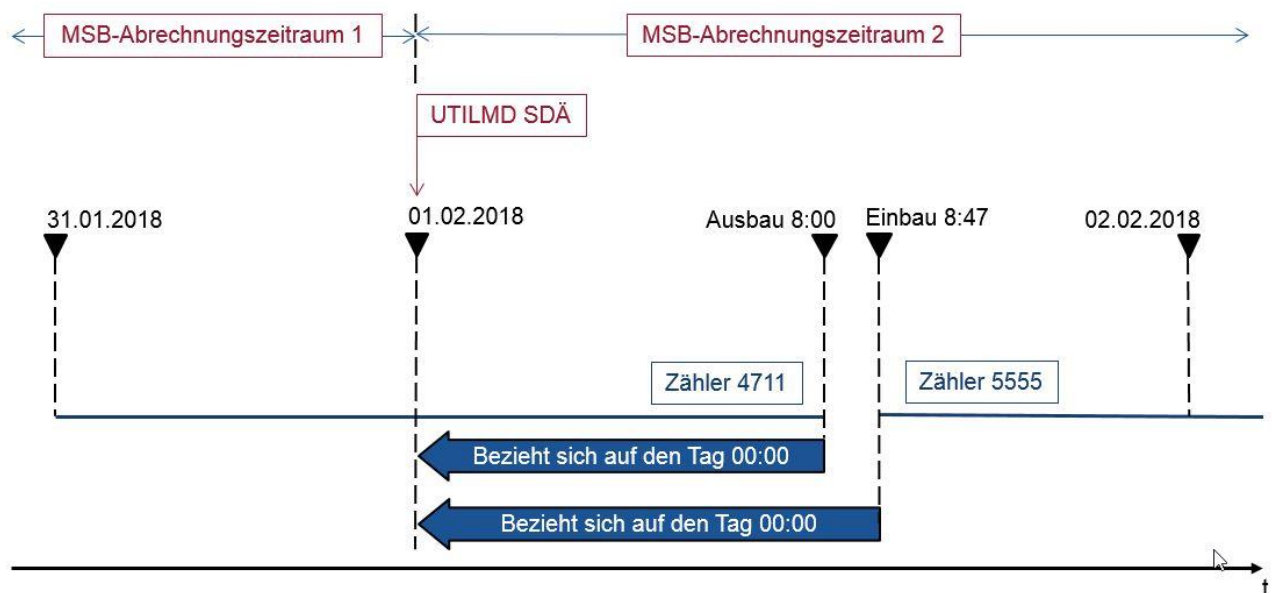 MSB-Abrechnungszeitraum 1
MSB-Abrechnungszeitraum 2
UTILMD SDÄ
31.01.2018
01.02.2018
Ausbau 8:00
Einbau 8:47
02.02.2018
Zähler 4711
Zähler 5555
Bezieht sich auf den Tag 00:00
Bezieht sich auf den Tag 00:00
t